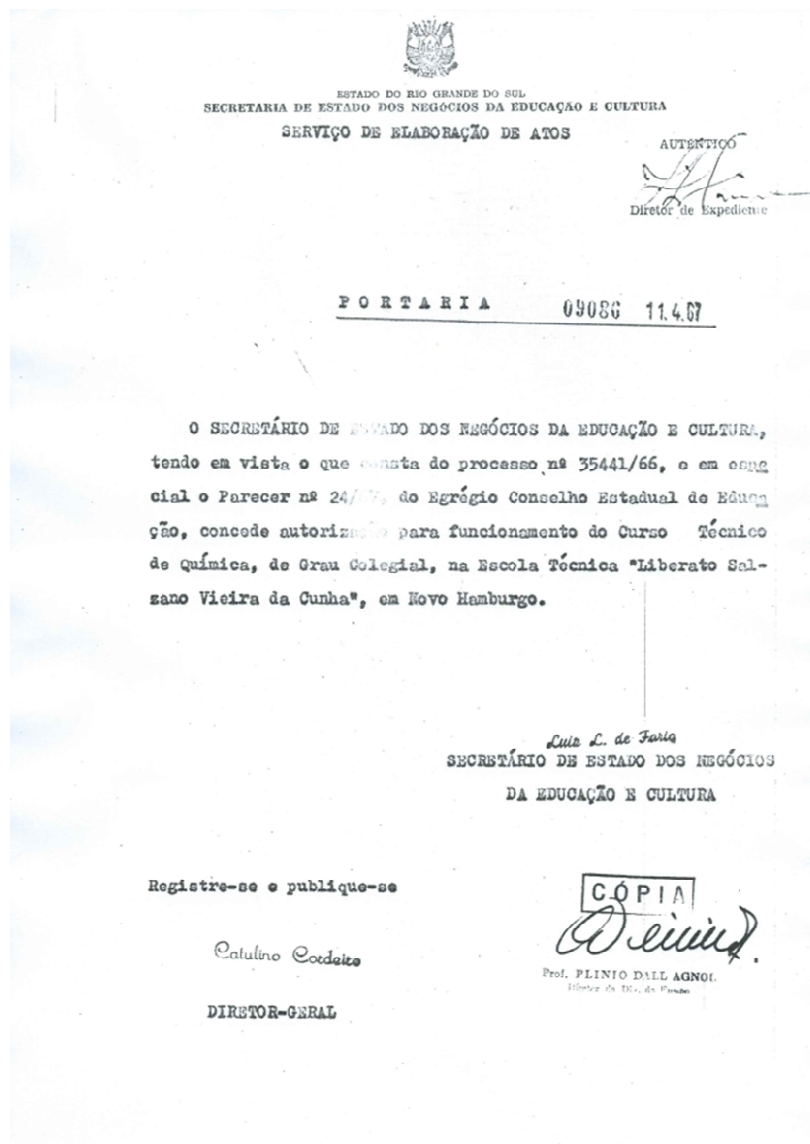 ESTADO DO RIO GRANDE DO SUL
SECRETARIA DE ESTADO DOS NEGÓCIOS DA EDUCAÇÃO E CULTURA
SERVIÇO DE ELABORAÇÃO DE ATOS
AUTÊNTICO
Diretor de Expediente
PORTARIA 09086 11.4.67
O SECRETÁRIO DE ESTADO DOS NEGÓCIOS DA EDUCAÇÃO E CULTURA,
tendo em vista o que consta do processo nº 35441/66, e em espe
cial o Parecer nº 24/ do Egrégio Conselho Estadual de Educa
ção, concede autorização para funcionamento do Curso Técnico
de Química, de Grau Colegial, na Escola Técnica "Liberato Sal-
zano Vieira da Cunha", em Novo Hamburgo.
Luiz L. de Faria
SECRETÁRIO DE ESTADO DOS NEGÓCIOS
DA EDUCAÇÃO E CULTURA
Registre-se e publique-se
CÓPIA
Catulino Cordeiro
Prof. PLINIO DALL AGNOL
DIRETOR-GERAL